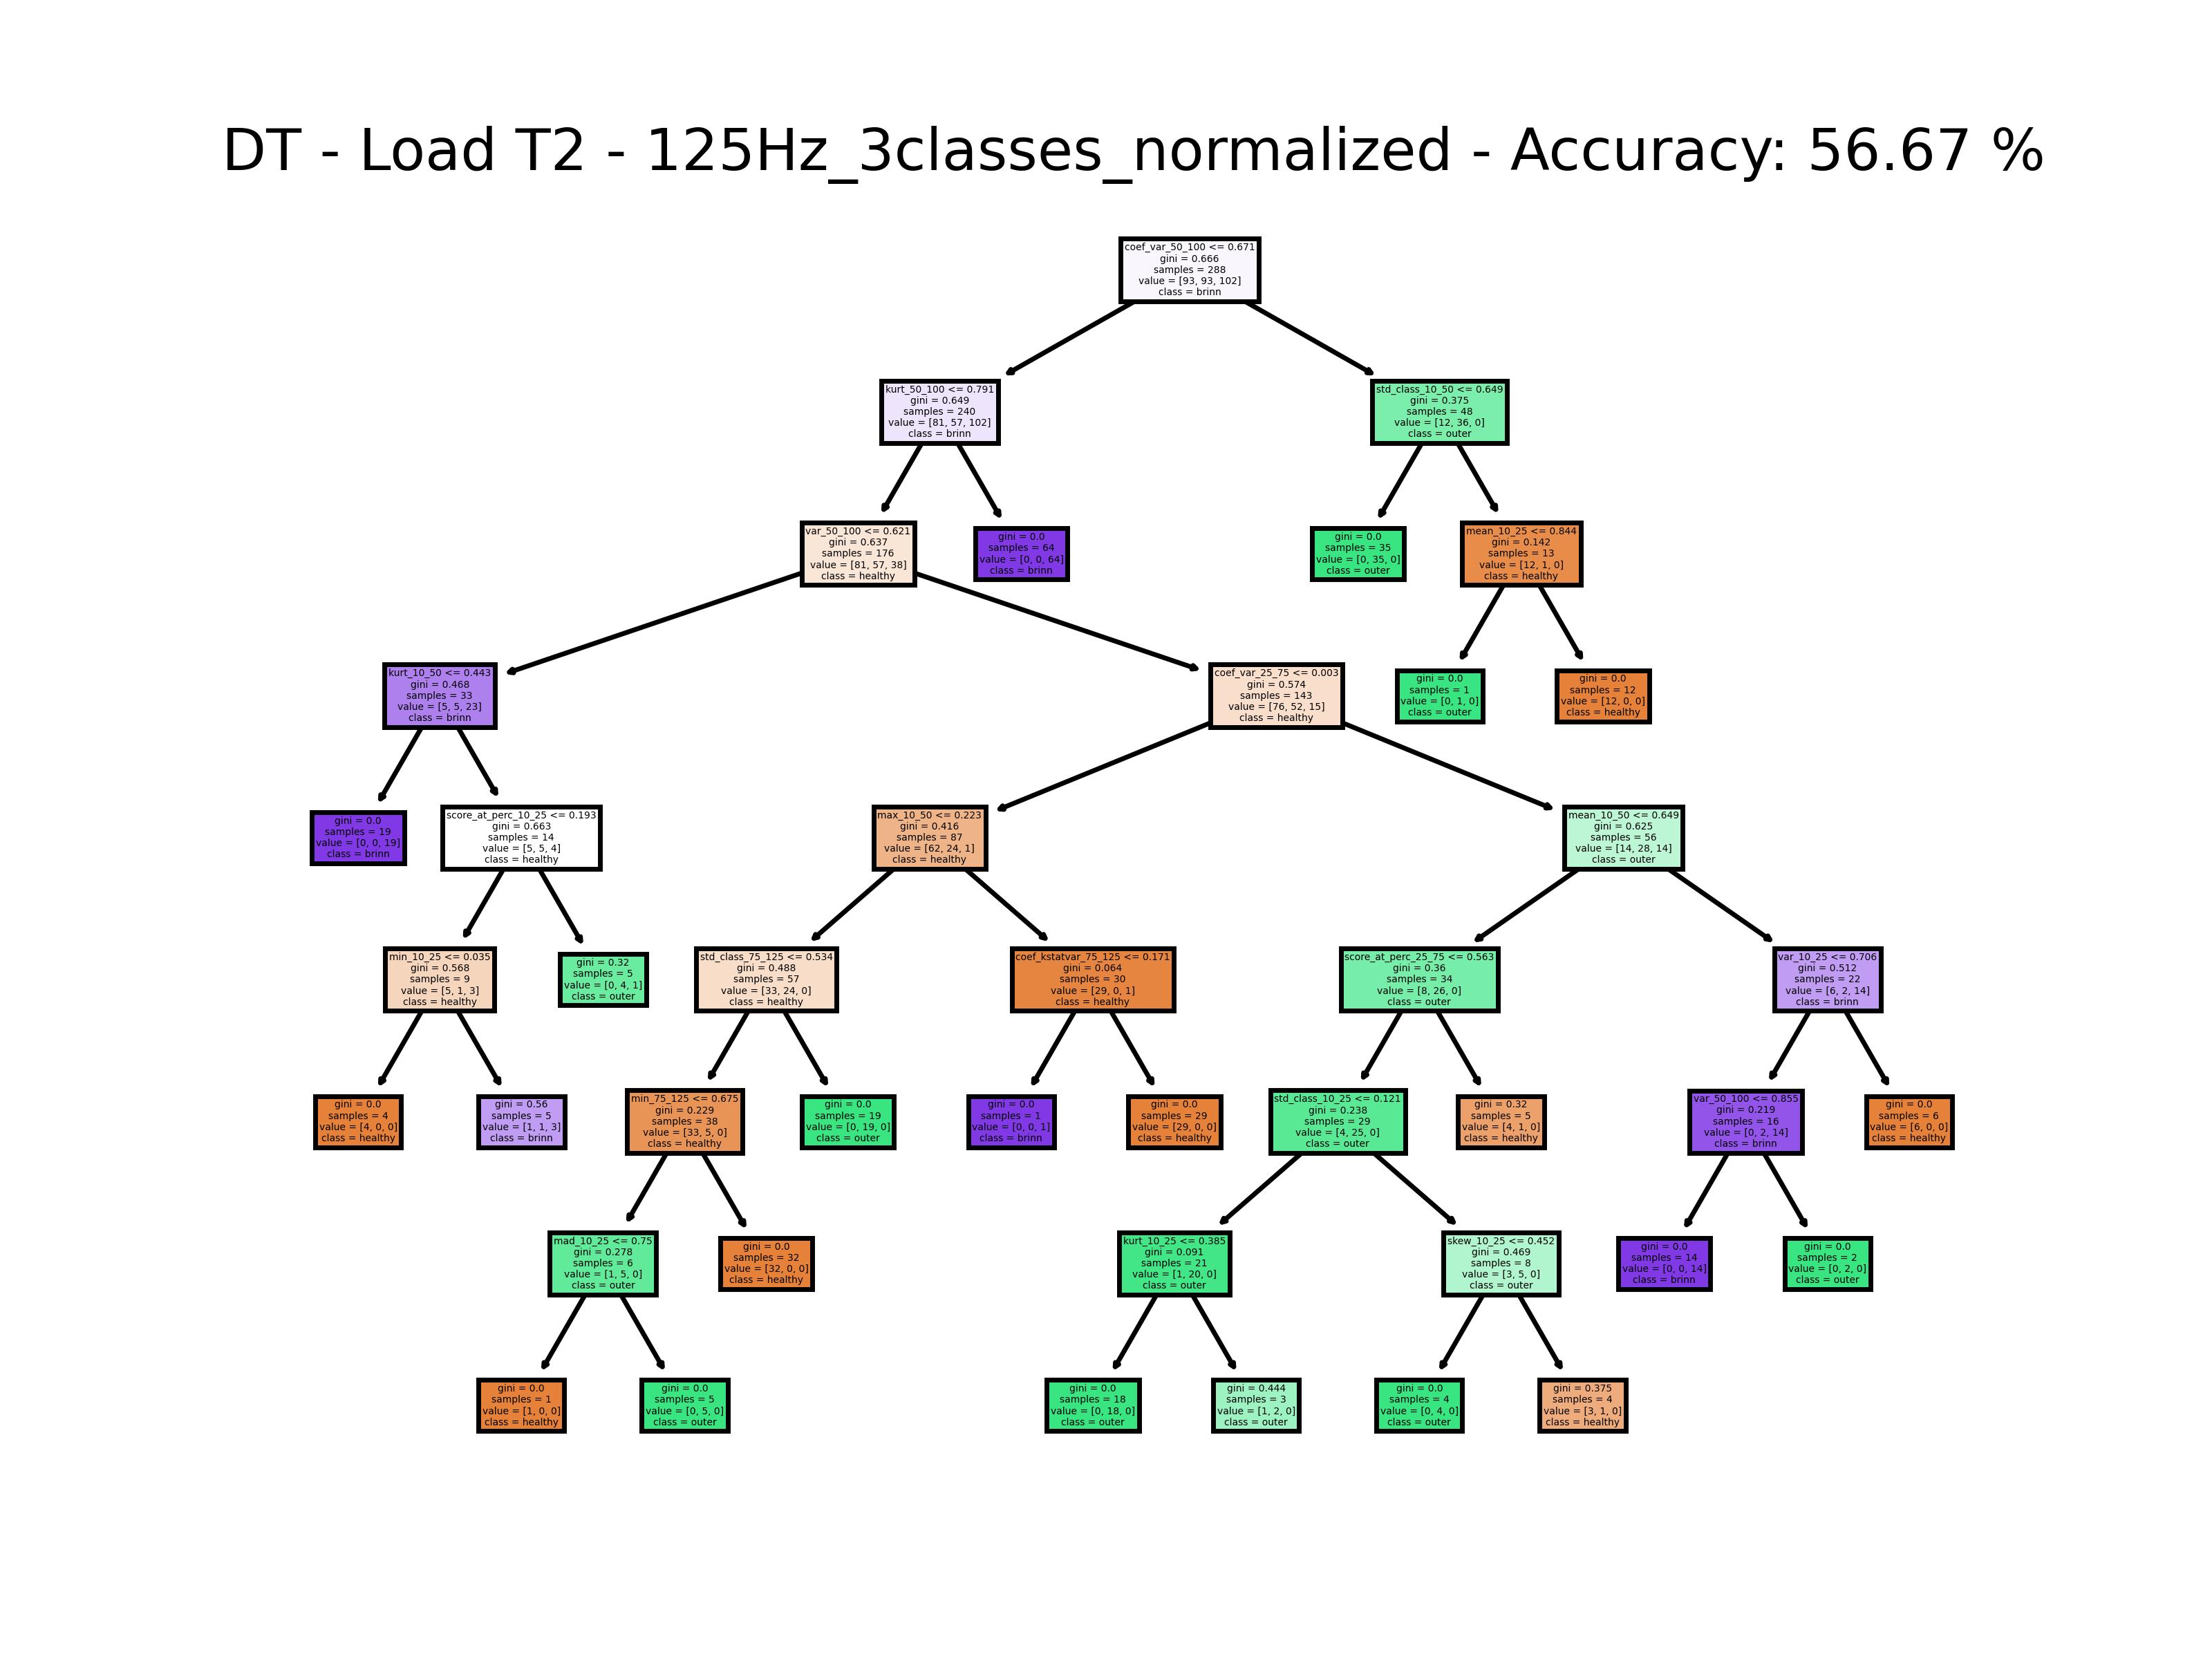 DT - Load T2 - 125Hz_3classes_normalized - Accuracy: 56.67 %
coef_var_50_100 <= 0.671
gini = 0.666
samples = 288
value = [93, 93, 102]
class = brinn
kurt_50_100 <= 0.791
gini = 0.649
samples = 240
value = [81, 57, 102]
class = brinn
std_class_10_50 <= 0.649
gini = 0.375
samples = 48
value = [12, 36, 0]
class = outer
var_50_100 <= 0.621
gini = 0.637
samples = 176
value = [81, 57, 38]
class = healthy
gini = 0.0
samples = 64
value = [0, 0, 64]
class = brinn
gini = 0.0
samples = 35
value = [0, 35, 0]
class = outer
mean_10_25 <= 0.844
gini = 0.142
samples = 13
value = [12, 1, 0]
class = healthy
kurt_10_50 <= 0.443
gini = 0.468
samples = 33
value = [5, 5, 23]
class = brinn
coef_var_25_75 <= 0.003
gini = 0.574
samples = 143
value = [76, 52, 15]
class = healthy
gini = 0.0
samples = 1
value = [0, 1, 0]
class = outer
gini = 0.0
samples = 12
value = [12, 0, 0]
class = healthy
gini = 0.0
samples = 19
value = [0, 0, 19]
class = brinn
score_at_perc_10_25 <= 0.193
gini = 0.663
samples = 14
value = [5, 5, 4]
class = healthy
max_10_50 <= 0.223
gini = 0.416
samples = 87
value = [62, 24, 1]
class = healthy
mean_10_50 <= 0.649
gini = 0.625
samples = 56
value = [14, 28, 14]
class = outer
min_10_25 <= 0.035
gini = 0.568
samples = 9
value = [5, 1, 3]
class = healthy
gini = 0.32
samples = 5
value = [0, 4, 1]
class = outer
std_class_75_125 <= 0.534
gini = 0.488
samples = 57
value = [33, 24, 0]
class = healthy
coef_kstatvar_75_125 <= 0.171
gini = 0.064
samples = 30
value = [29, 0, 1]
class = healthy
score_at_perc_25_75 <= 0.563
gini = 0.36
samples = 34
value = [8, 26, 0]
class = outer
var_10_25 <= 0.706
gini = 0.512
samples = 22
value = [6, 2, 14]
class = brinn
gini = 0.0
samples = 4
value = [4, 0, 0]
class = healthy
gini = 0.56
samples = 5
value = [1, 1, 3]
class = brinn
min_75_125 <= 0.675
gini = 0.229
samples = 38
value = [33, 5, 0]
class = healthy
gini = 0.0
samples = 19
value = [0, 19, 0]
class = outer
gini = 0.0
samples = 1
value = [0, 0, 1]
class = brinn
gini = 0.0
samples = 29
value = [29, 0, 0]
class = healthy
std_class_10_25 <= 0.121
gini = 0.238
samples = 29
value = [4, 25, 0]
class = outer
gini = 0.32
samples = 5
value = [4, 1, 0]
class = healthy
var_50_100 <= 0.855
gini = 0.219
samples = 16
value = [0, 2, 14]
class = brinn
gini = 0.0
samples = 6
value = [6, 0, 0]
class = healthy
mad_10_25 <= 0.75
gini = 0.278
samples = 6
value = [1, 5, 0]
class = outer
gini = 0.0
samples = 32
value = [32, 0, 0]
class = healthy
kurt_10_25 <= 0.385
gini = 0.091
samples = 21
value = [1, 20, 0]
class = outer
skew_10_25 <= 0.452
gini = 0.469
samples = 8
value = [3, 5, 0]
class = outer
gini = 0.0
samples = 14
value = [0, 0, 14]
class = brinn
gini = 0.0
samples = 2
value = [0, 2, 0]
class = outer
gini = 0.0
samples = 1
value = [1, 0, 0]
class = healthy
gini = 0.0
samples = 5
value = [0, 5, 0]
class = outer
gini = 0.0
samples = 18
value = [0, 18, 0]
class = outer
gini = 0.444
samples = 3
value = [1, 2, 0]
class = outer
gini = 0.0
samples = 4
value = [0, 4, 0]
class = outer
gini = 0.375
samples = 4
value = [3, 1, 0]
class = healthy